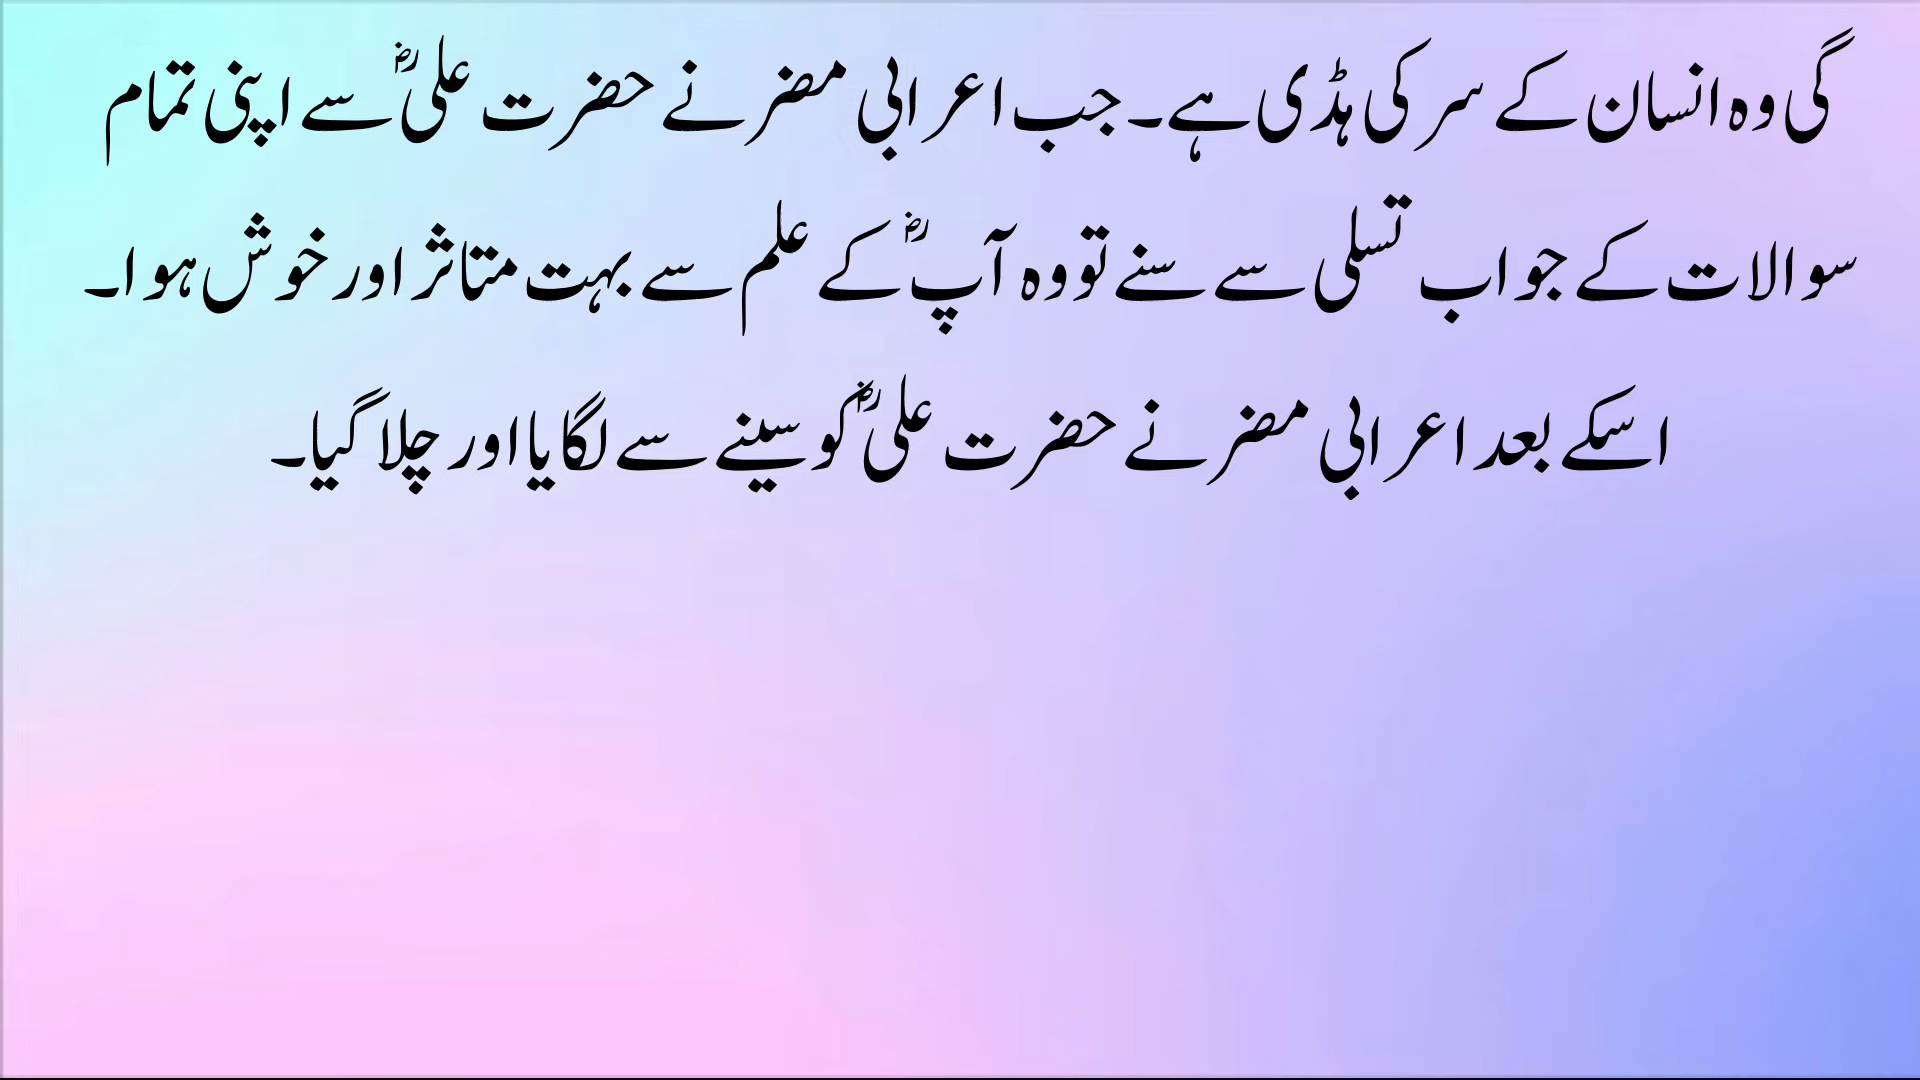 گی وہ انسان کے سر کی ہڈی ہے۔ جب اعرابی مضر نے حضرت علیؓ سے اپنی تمام
سوالات کے جواب تسلی سے سنے تو وہ آپؓ کے علم سے بہت متاثر اور خوش ہوا۔
اسکے بعد اعرابی مضر نے حضرت علیؓ کو سینے سے لگایا اور چلا گیا۔